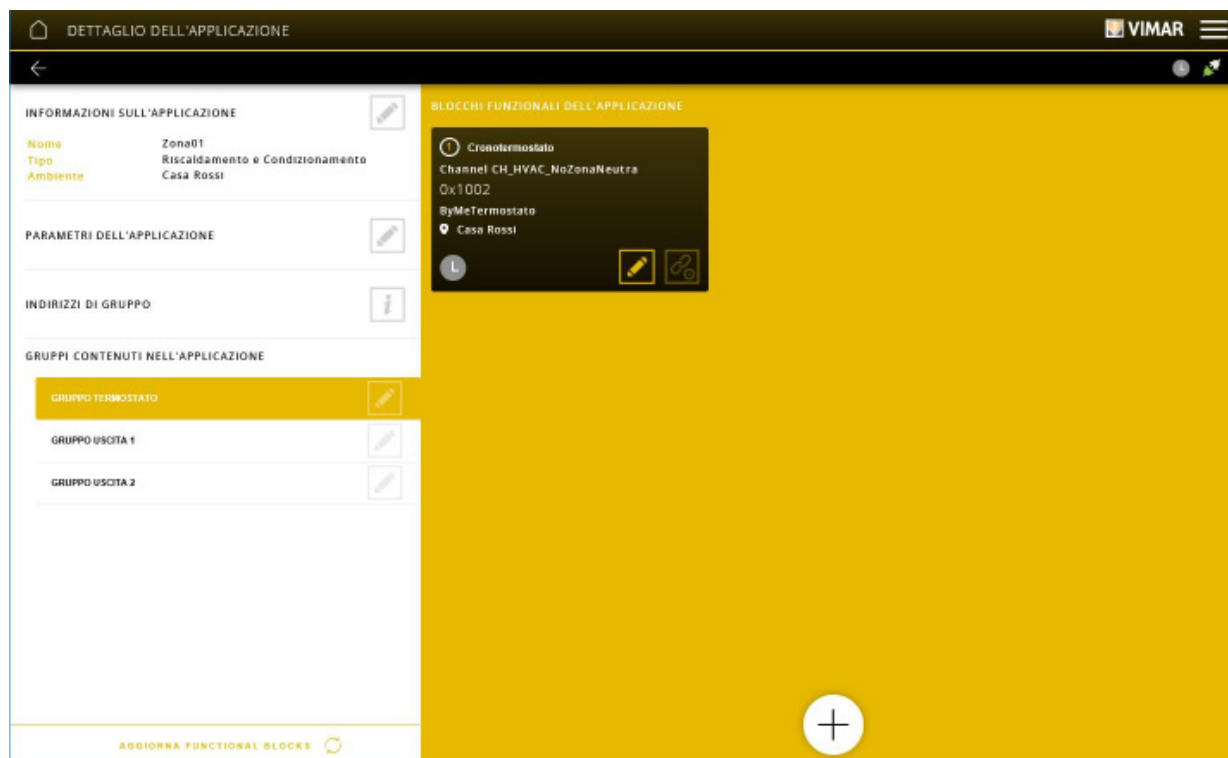 DETTAGLIO DELL'APPLICAZIONE
VIMAR
L
INFORMAZIONI SULL'APPLICAZIONE
Nome Zona01
Tipo Riscaldamento e Condizionamento
Ambiente Casa Rossi
PARAMETRI DELL'APPLICAZIONE
INDIRIZZI DI GRUPPO
i
GRUPPI CONTENUTI NELL'APPLICAZIONE
GRUPPO TERMOSTATO
GRUPPO USCITA 1
GRUPPO USCITA 2
AGGIORNA FUNCTIONAL BLOCKS
BLOCCHI FUNZIONALI DELL'APPLICAZIONE
1 Cronotermostato
Channel CH_HVAC_NoZonaNeutra
0x1002
ByMeTermostato
Casa Rossi
L